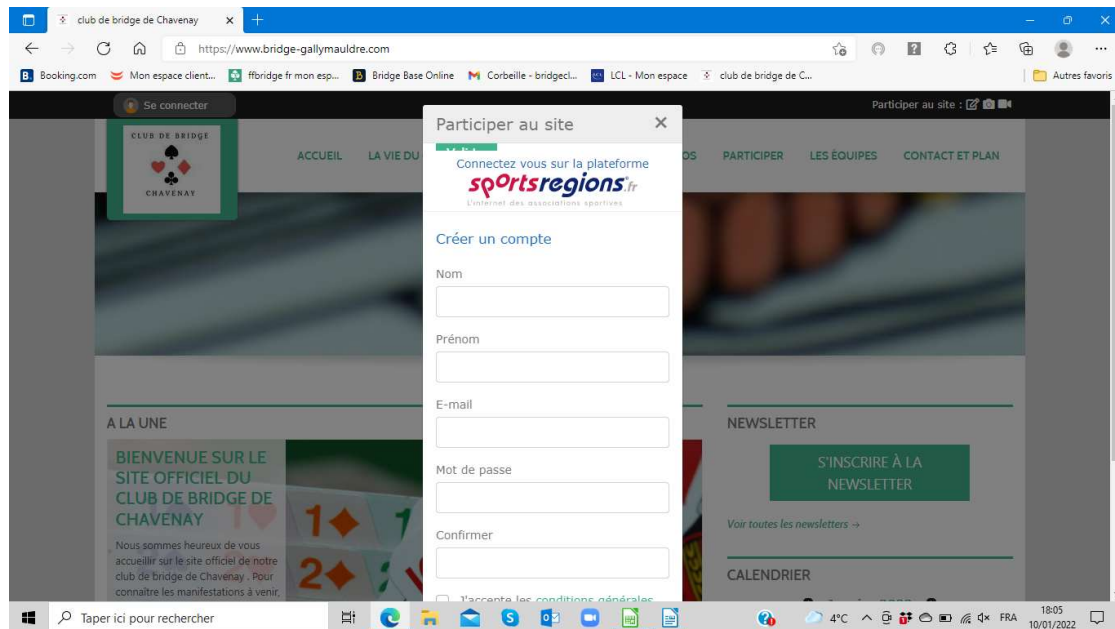 club de bridge de Chavenay
https://www.bridge-gallymauldre.com
Booking.com
Mon espace client...
ffbridge fr mon esp...
Bridge Base Online
Corbeille - bridgecl...
LCL - Mon espace
club de bridge de C...
Autres favoris
Se connecter
Participer au site :
CLUB DE BRIDGE
CHAVENAY
ACCUEIL
LA VIE DU
OS
PARTICIPER
LES ÉQUIPES
CONTACT ET PLAN
Participer au site
Connectez vous sur la plateforme
sportsregions.fr
L'internet des associations sportives
Créer un compte
Nom
Prénom
E-mail
Mot de passe
Confirmer
J'accepte les conditions générales
A LA UNE
BIENVENUE SUR LE
SITE OFFICIEL DU
CLUB DE BRIDGE DE
CHAVENAY
Nous sommes heureux de vous
accueillir sur le site officiel de notre
club de bridge de Chavenay . Pour
connaître les manifestations à venir,
1♦
1
2♦
NEWSLETTER
S'INSCRIRE À LA
NEWSLETTER
Voir toutes les newsletters →
CALENDRIER
Taper ici pour rechercher
4°C
FRA
18:05
10/01/2022